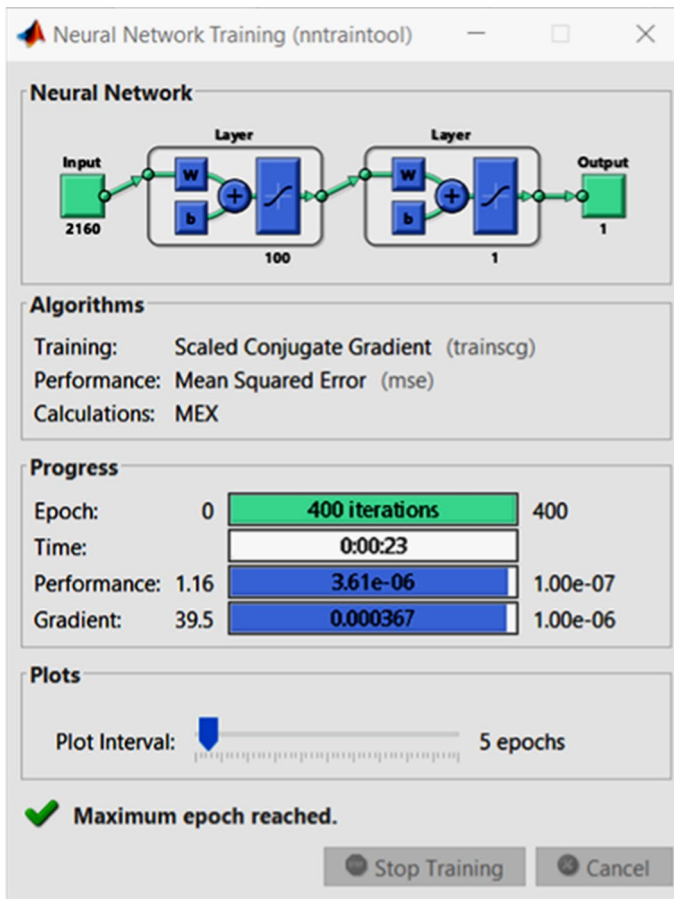 Neural Network Training (nntraintool)
Neural Network
Layer
Layer
Input
Output
W
W
b
b
2160
100
1
1
Algorithms
Training: Scaled Conjugate Gradient (trainscg)
Performance: Mean Squared Error (mse)
Calculations: MEX
Progress
Epoch: 0 400 iterations 400
Time: 0:00:23
Performance: 1.16 3.61e-06 1.00e-07
Gradient: 39.5 0.000367 1.00e-06
Plots
Plot Interval: 5 epochs
Maximum epoch reached.
Stop Training Cancel